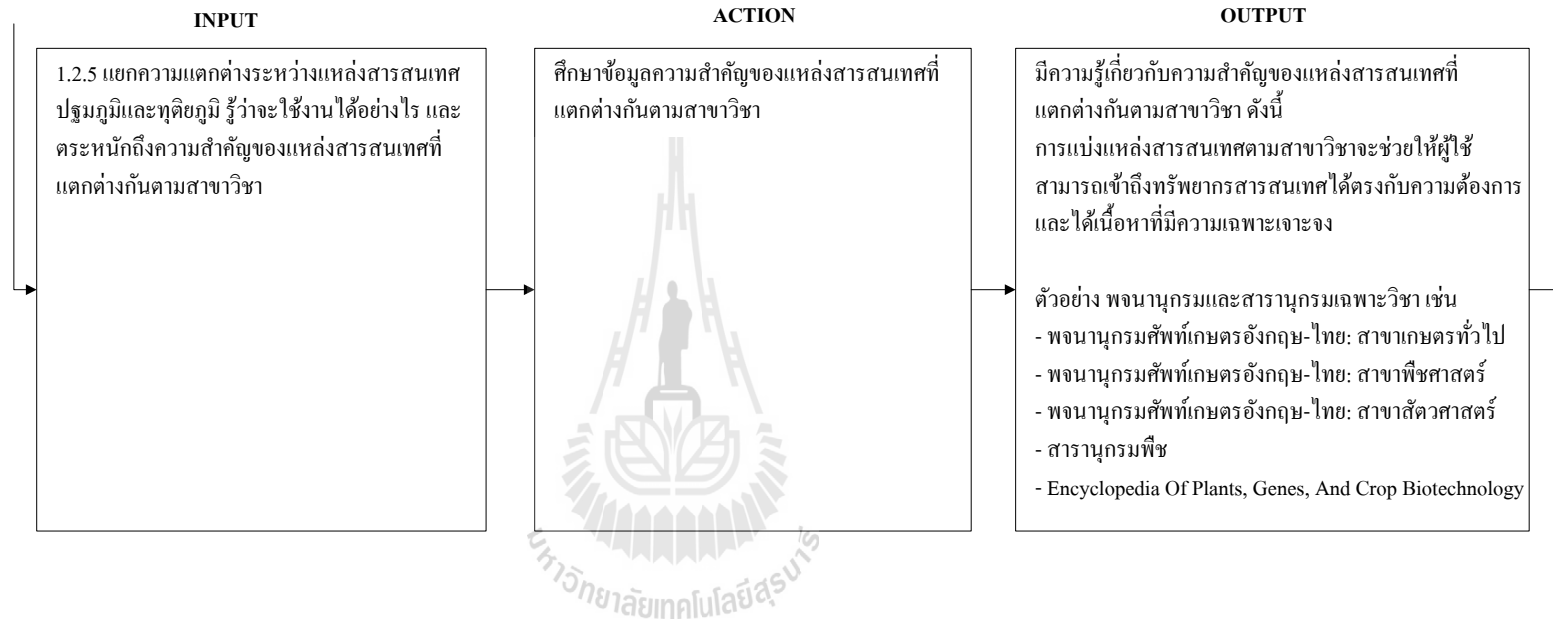 INPUT
1.2.5 แยกความแตกต่างระหว่างแหล่งสารสนเทศ
ปฐมภูมิและทุติยภูมิ รู้ว่าจะใช้งานได้อย่างไร และ
ตระหนักถึงความสำคัญของแหล่งสารสนเทศที่
แตกต่างกันตามสาขาวิชา
ACTION
ศึกษาข้อมูลความสำคัญของแหล่งสารสนเทศที่
แตกต่างกันตามสาขาวิชา
OUTPUT
มีความรู้เกี่ยวกับความสำคัญของแหล่งสารสนเทศที่
แตกต่างกันตามสาขาวิชา ดังนี้
การแบ่งแหล่งสารสนเทศตามสาขาวิชาจะช่วยให้ผู้ใช้
สามารถเข้าถึงทรัพยากรสารสนเทศได้ตรงกับความต้องการ
และได้เนื้อหาที่มีความเฉพาะเจาะจง
ตัวอย่าง พจนานุกรมและสารานุกรมเฉพาะวิชา เช่น
- พจนานุกรมศัพท์เกษตรอังกฤษ-ไทย: สาขาเกษตรทั่วไป
- พจนานุกรมศัพท์เกษตรอังกฤษ-ไทย: สาขาพืชศาสตร์
- พจนานุกรมศัพท์เกษตรอังกฤษ-ไทย: สาขาสัตวศาสตร์
- สารานุกรมพืช
- Encyclopedia Of Plants, Genes, And Crop Biotechnology
มหาวิทยาลัยเทคโนโลยีสุรนารี